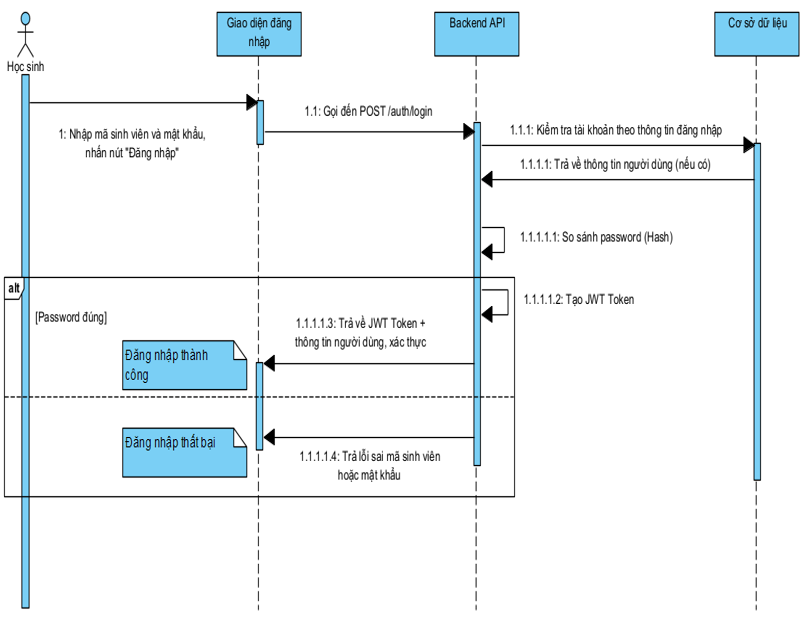 Giao diện đăng
nhập
Backend API
Cơ sở dữ liệu
Học sinh
1: Nhập mã sinh viên và mật khẩu,
nhấn nút "Đăng nhập"
1.1: Gọi đến POST /auth/login
1.1.1: Kiểm tra tài khoản theo thông tin đăng nhập
1.1.1.1: Trả về thông tin người dùng (nếu có)
1.1.1.1.1: So sánh password (Hash)
alt
[Password đúng]
1.1.1.1.2: Tạo JWT Token
1.1.1.1.3: Trả về JWT Token +
thông tin người dùng, xác thực
Đăng nhập thành
công
Đăng nhập thất bại
1.1.1.1.4: Trả lỗi sai mã sinh viên
hoặc mật khẩu